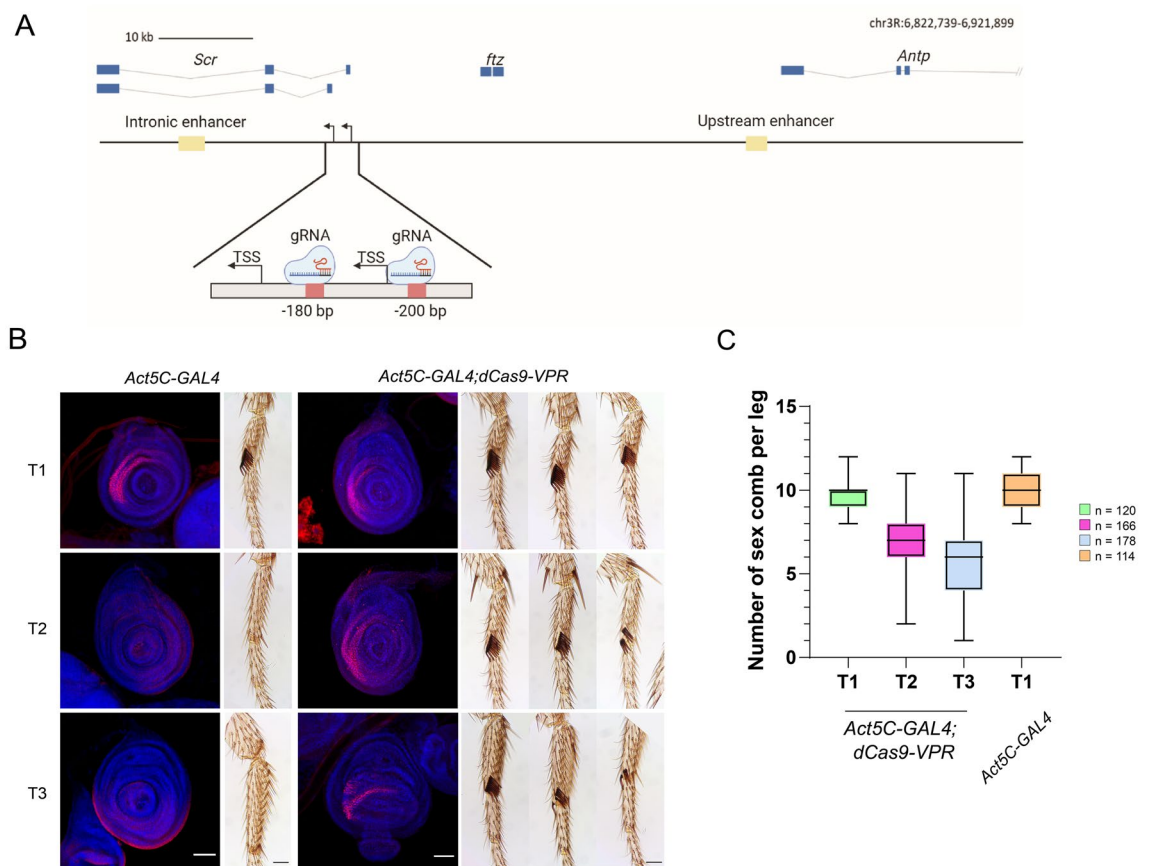 A
chr3R:6,822,739-6,921,899
10 kb
Scr
ftz
Antp
Intronic enhancer
Upstream enhancer
gRNA
gRNA
TSS
TSS
-180 bp
-200 bp
B
C
Act5C-GAL4
Act5C-GAL4;dCas9-VPR
T1
T2
T3
Number of sex comb per leg
15
10
5
0
T1
T2
T3
T1
Act5C-GAL4;
dCas9-VPR
Act5C-GAL4
n = 120
n = 166
n = 178
n = 114